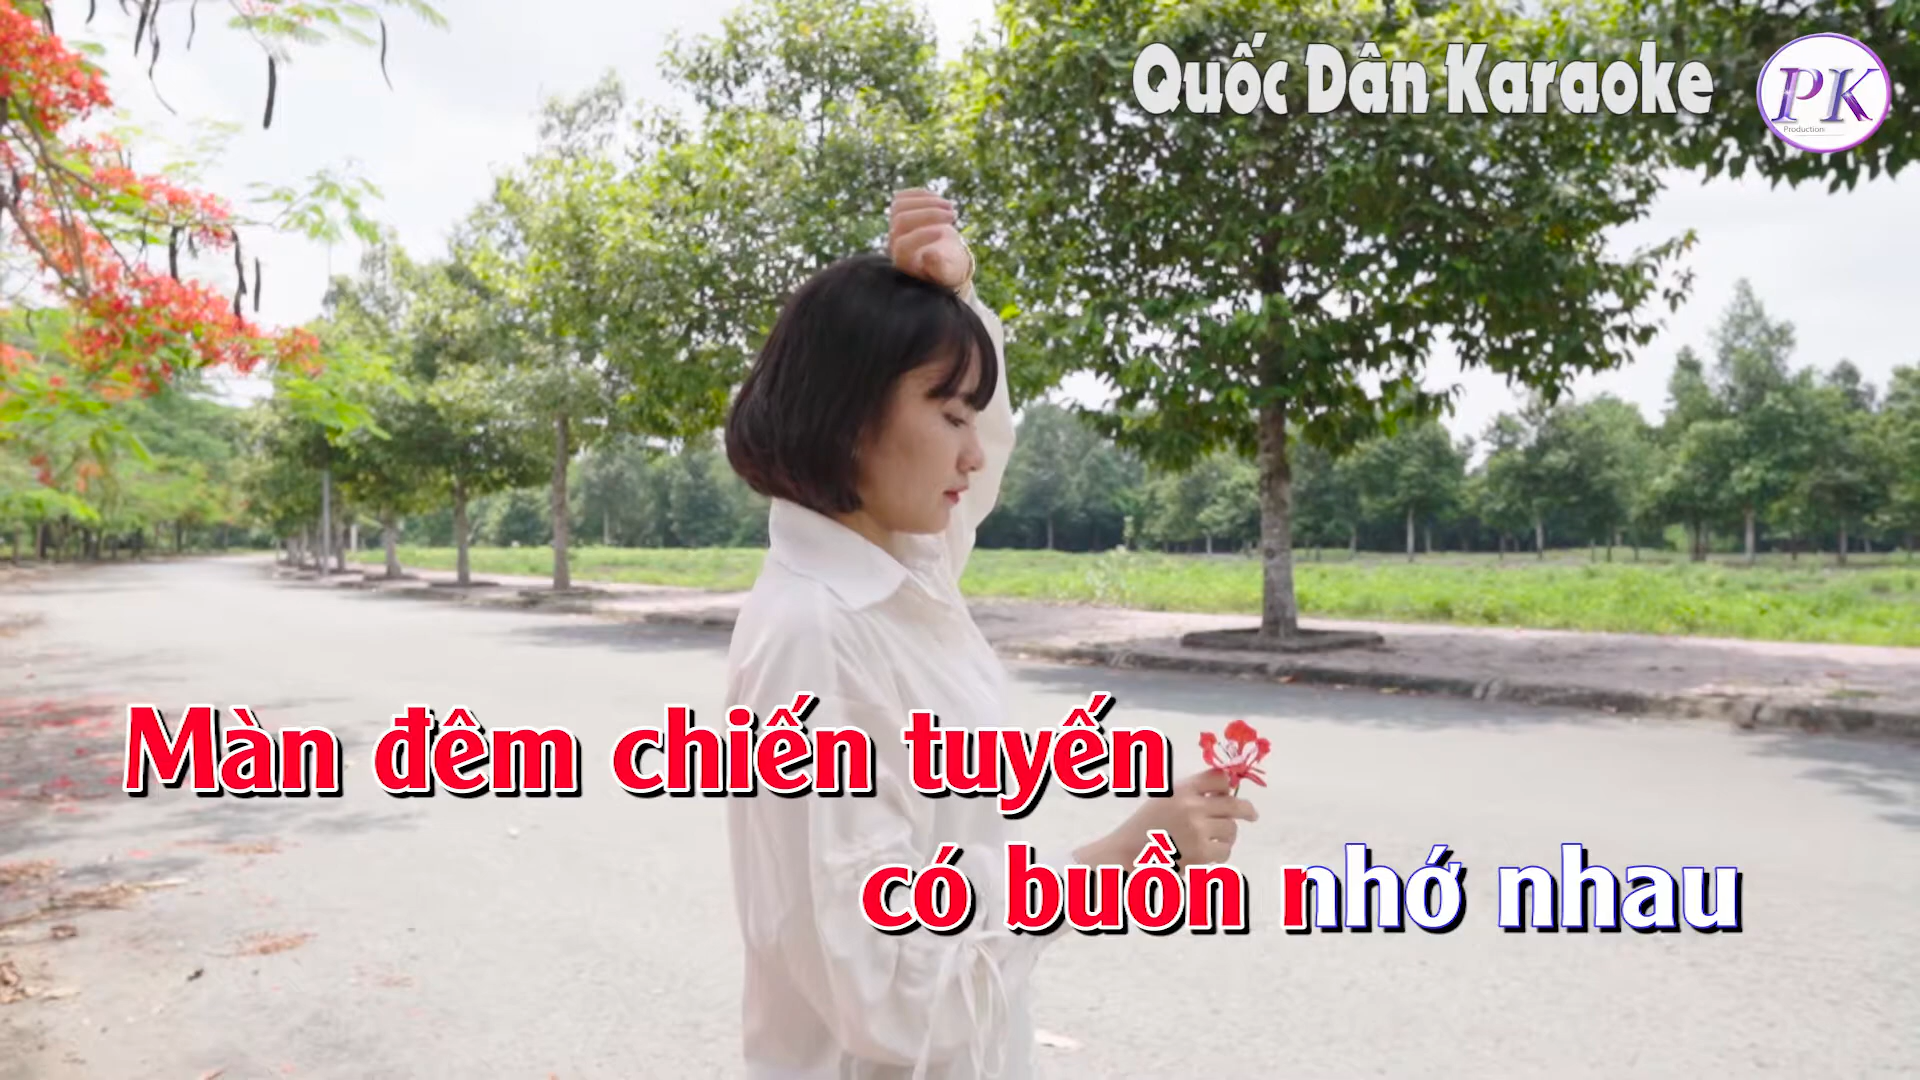 Quốc Dân Karaoke
PK
Production
Màn đêm chiến tuyến
có buồn nhớ nhau